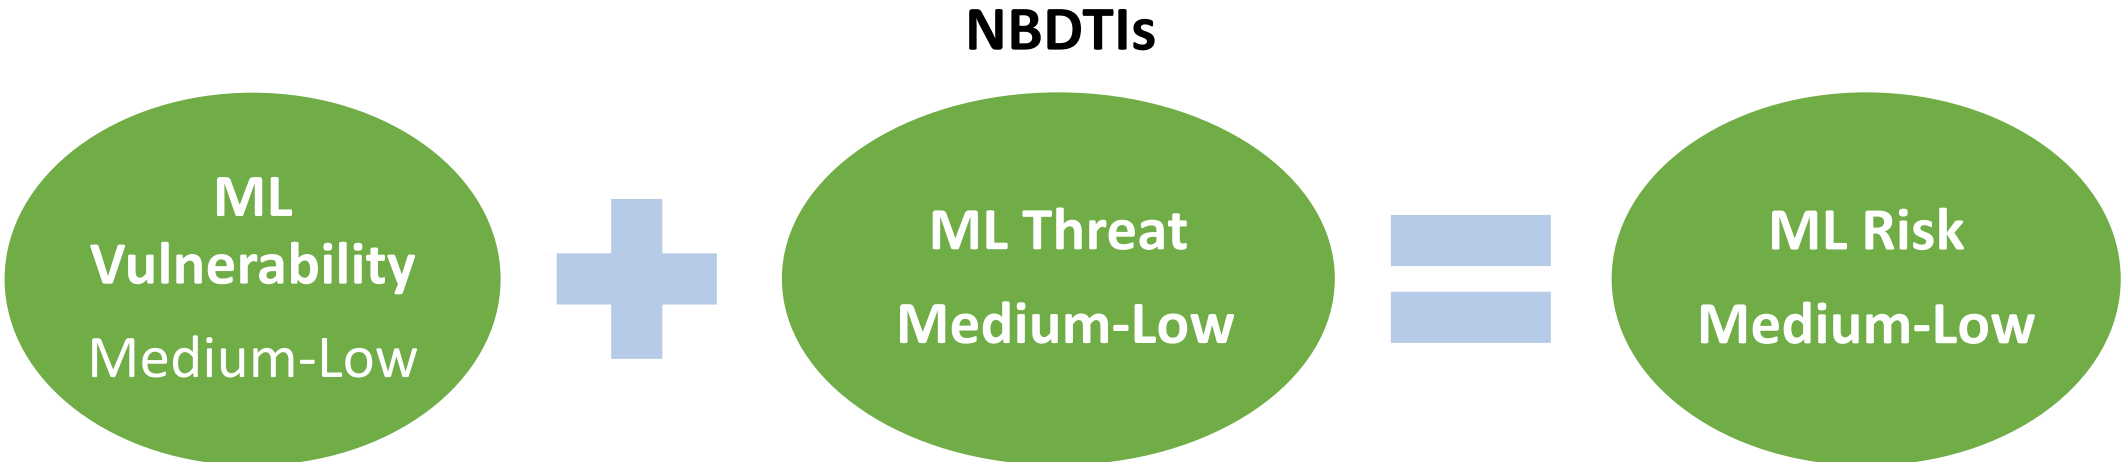 NBDTIs
ML
Vulnerability
Medium-Low
ML Threat
Medium-Low
ML Risk
Medium-Low